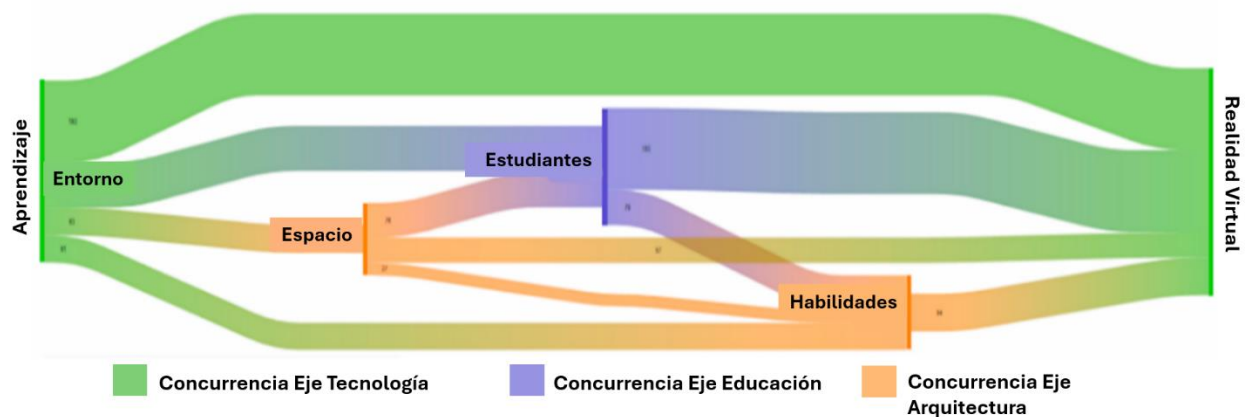 Aprendizaje
Entorno
Espacio
Estudiantes
Habilidades
Realidad Virtual
Concurrencia Eje Tecnología
Concurrencia Eje Educación
Concurrencia Eje
Arquitectura